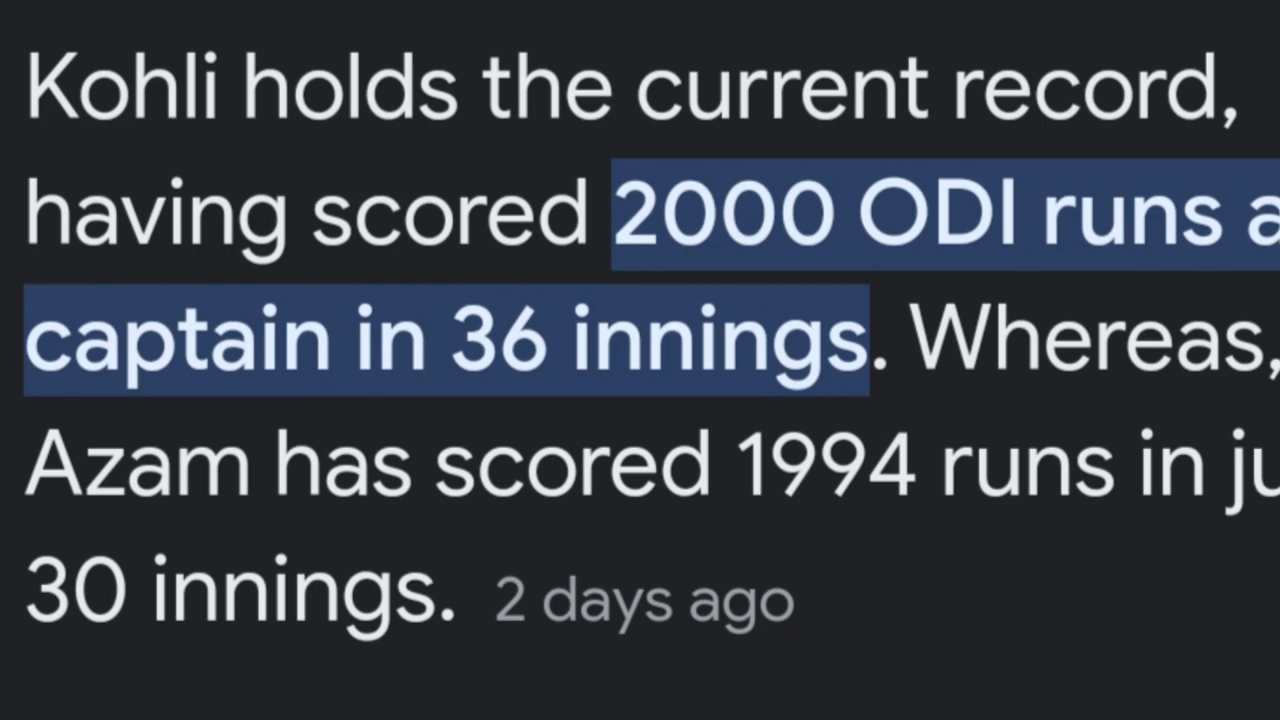 Kohli holds the current record,
having scored 2000 ODI runs a
captain in 36 innings. Whereas,
Azam has scored 1994 runs in ju
30 innings. 2 days ago